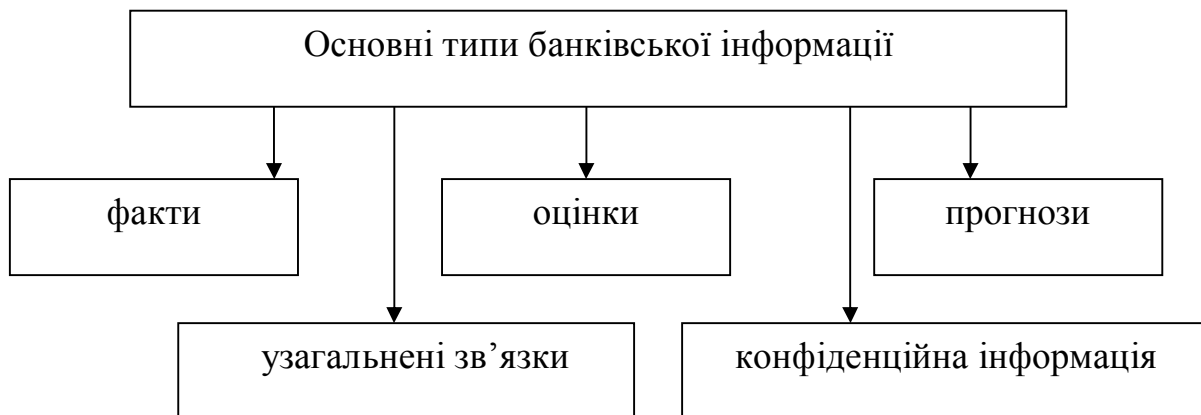 Основні типи банківської інформації
факти
оцінки
прогнози
узагальнені зв’язки
конфіденційна інформація